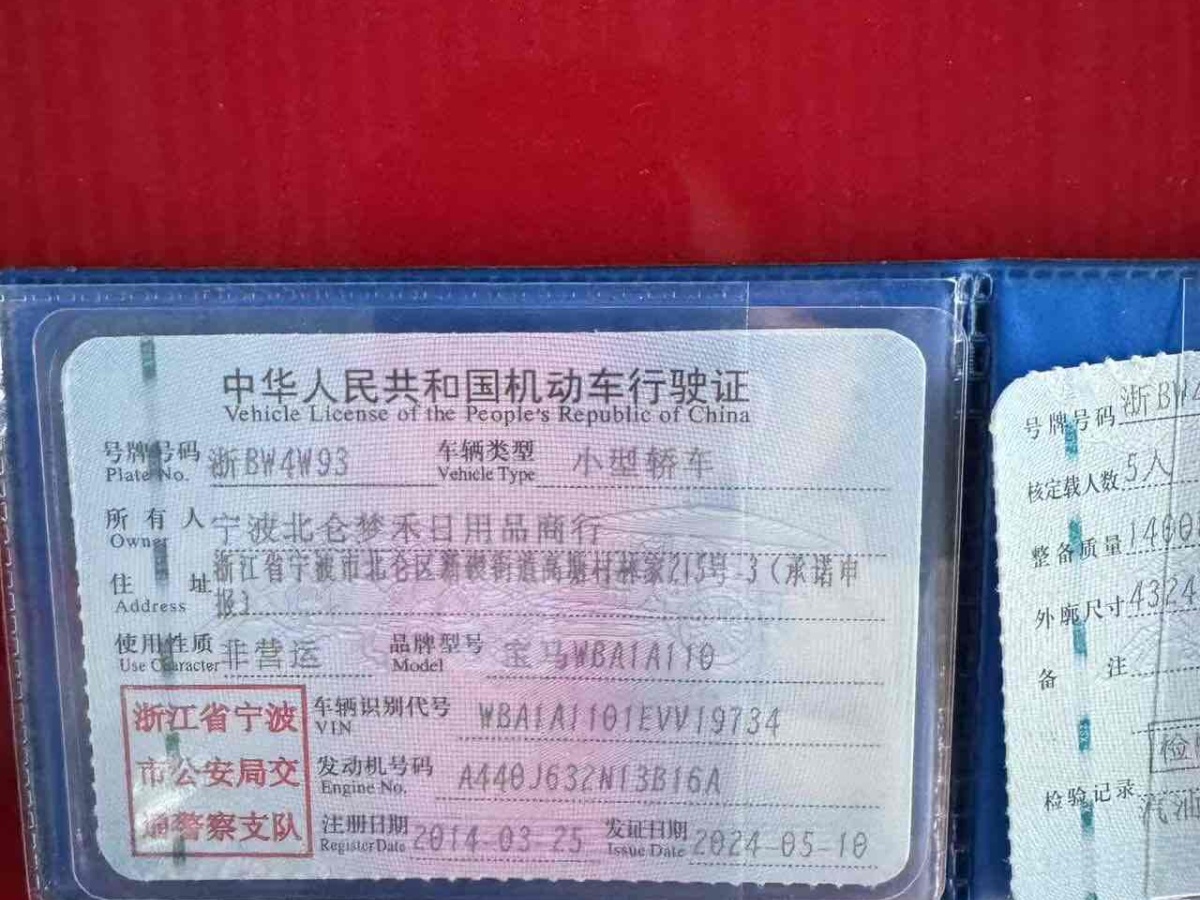 中华人民共和国机动车行驶证
Vehicle License of the People's Republic of China
号牌号码 浙BW4W93 车辆类型 小型轿车
Plate No. Vehicle Type
所有人 宁波北仑梦禾日用品商行
Owner
住址 浙江省宁波市北仑区新碶街道高塘村林家215号-3(承诺申
Address 报)
使用性质 非营运 品牌型号 宝马WBA1A110
Use Character Model
浙江省宁波
市公安局交
通警察支队
车辆识别代号 WBA1A1101EVV19734
VIN
发动机号码 A440J632N13B16A
Engine No.
注册日期 2014-03-25 发证日期 2024-05-10
Register Date Issue Date
号牌号码 浙BW
核定载人数 5人
整备质量 1400
外廓尺寸 4324
备注
检
检验记录 汽油